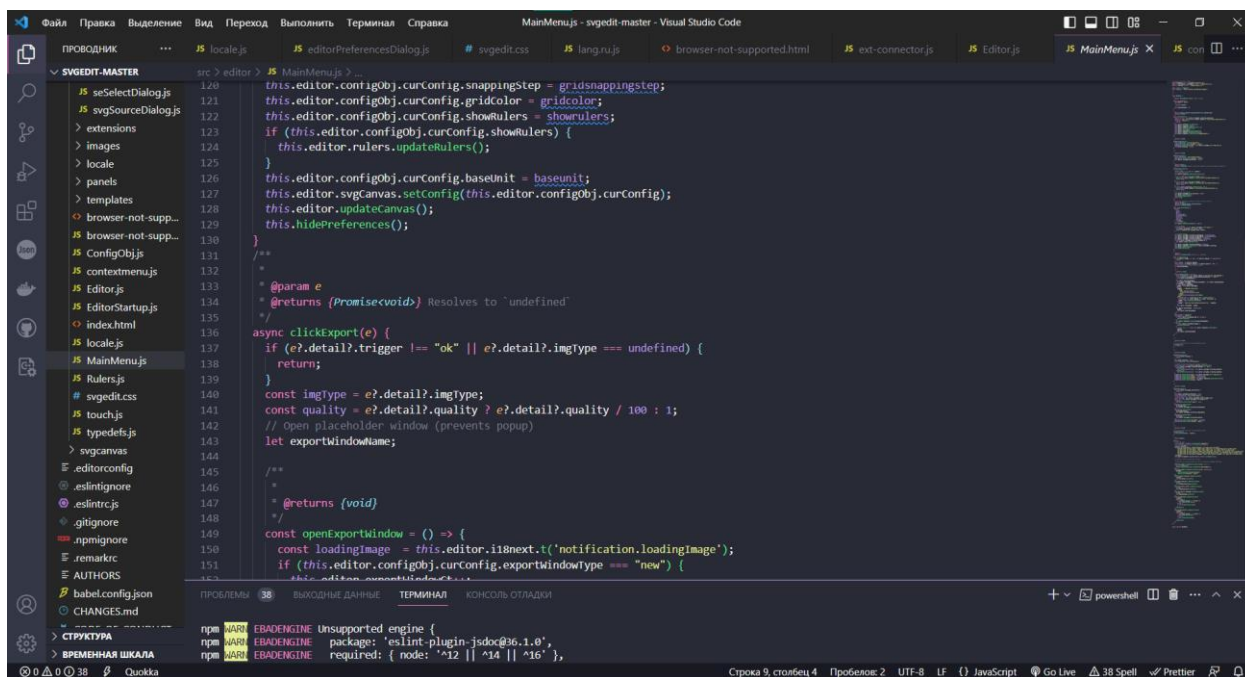 Файл Правка Выделение Вид Переход Выполнить Терминал Справка MainMenu.js - svgedit-master - Visual Studio Code
ПРОВОДНИК
JS locale.js JS editorPreferencesDialog.js # svgedit.css JS lang.ru.js <> browser-not-supported.html JS ext-connector.js JS Editor.js JS MainMenu.js JS con
SVGEDIT-MASTER
JS seSelectDialog.js
JS svgSourceDialog.js
> extensions
> images
> locale
> panels
> templates
<> browser-not-supp...
JS browser-not-supp...
JS ConfigObj.js
JS contextmenu.js
JS Editor.js
JS EditorStartup.js
<> index.html
JS locale.js
JS MainMenu.js
JS Rulers.js
# svgedit.css
JS touch.js
JS typedefs.js
> svgcanvas
.editorconfig
.eslintignore
.eslintrc.js
.gitignore
.npmignore
.remarkrc
AUTHORS
babel.config.json
CHANGES.md
> СТРУКТУРА
> ВРЕМЕННАЯ ШКАЛА
src > editor > JS MainMenu.js > ...
120 this.editor.configObj.curConfig.snappingStep = gridsnappingstep;
121 this.editor.configObj.curConfig.gridColor = gridcolor;
122 this.editor.configObj.curConfig.showRulers = showrulers;
123 if (this.editor.configObj.curConfig.showRulers) {
124 this.editor.rulers.updateRulers();
125 }
126 this.editor.configObj.curConfig.baseUnit = baseunit;
127 this.editor.svgCanvas.setConfig(this.editor.configObj.curConfig);
128 this.editor.updateCanvas();
129 this.hidePreferences();
130 }
131 /**
132 *
133 * @param e
134 * @returns {Promise<void>} Resolves to `undefined`
135 */
136 async clickExport(e) {
137 if (e?.detail?.trigger !== "ok" || e?.detail?.imgType === undefined) {
138 return;
139 }
140 const imgType = e?.detail?.imgType;
141 const quality = e?.detail?.quality ? e?.detail?.quality / 100 : 1;
142 // Open placeholder window (prevents popup)
143 let exportWindowName;
144
145 /**
146 *
147 * @returns {void}
148 */
149 const openExportWindow = () => {
150 const loadingImage = this.editor.i18next.t('notification.loadingImage');
151 if (this.editor.configObj.curConfig.exportWindowType === "new") {
152 this.editor.exportWindowCt++;
ПРОБЛЕМЫ 38 ВЫХОДНЫЕ ДАННЫЕ ТЕРМИНАЛ КОНСОЛЬ ОТЛАДКИ powershell
npm WARN EBADENGINE Unsupported engine {
npm WARN EBADENGINE package: 'eslint-plugin-jsdoc@36.1.0',
npm WARN EBADENGINE required: { node: '^12 || ^14 || ^16' },
0 0 38 Quokka Строка 9, столбец 4 Пробелов: 2 UTF-8 LF {} JavaScript Go Live 38 Spell Prettier